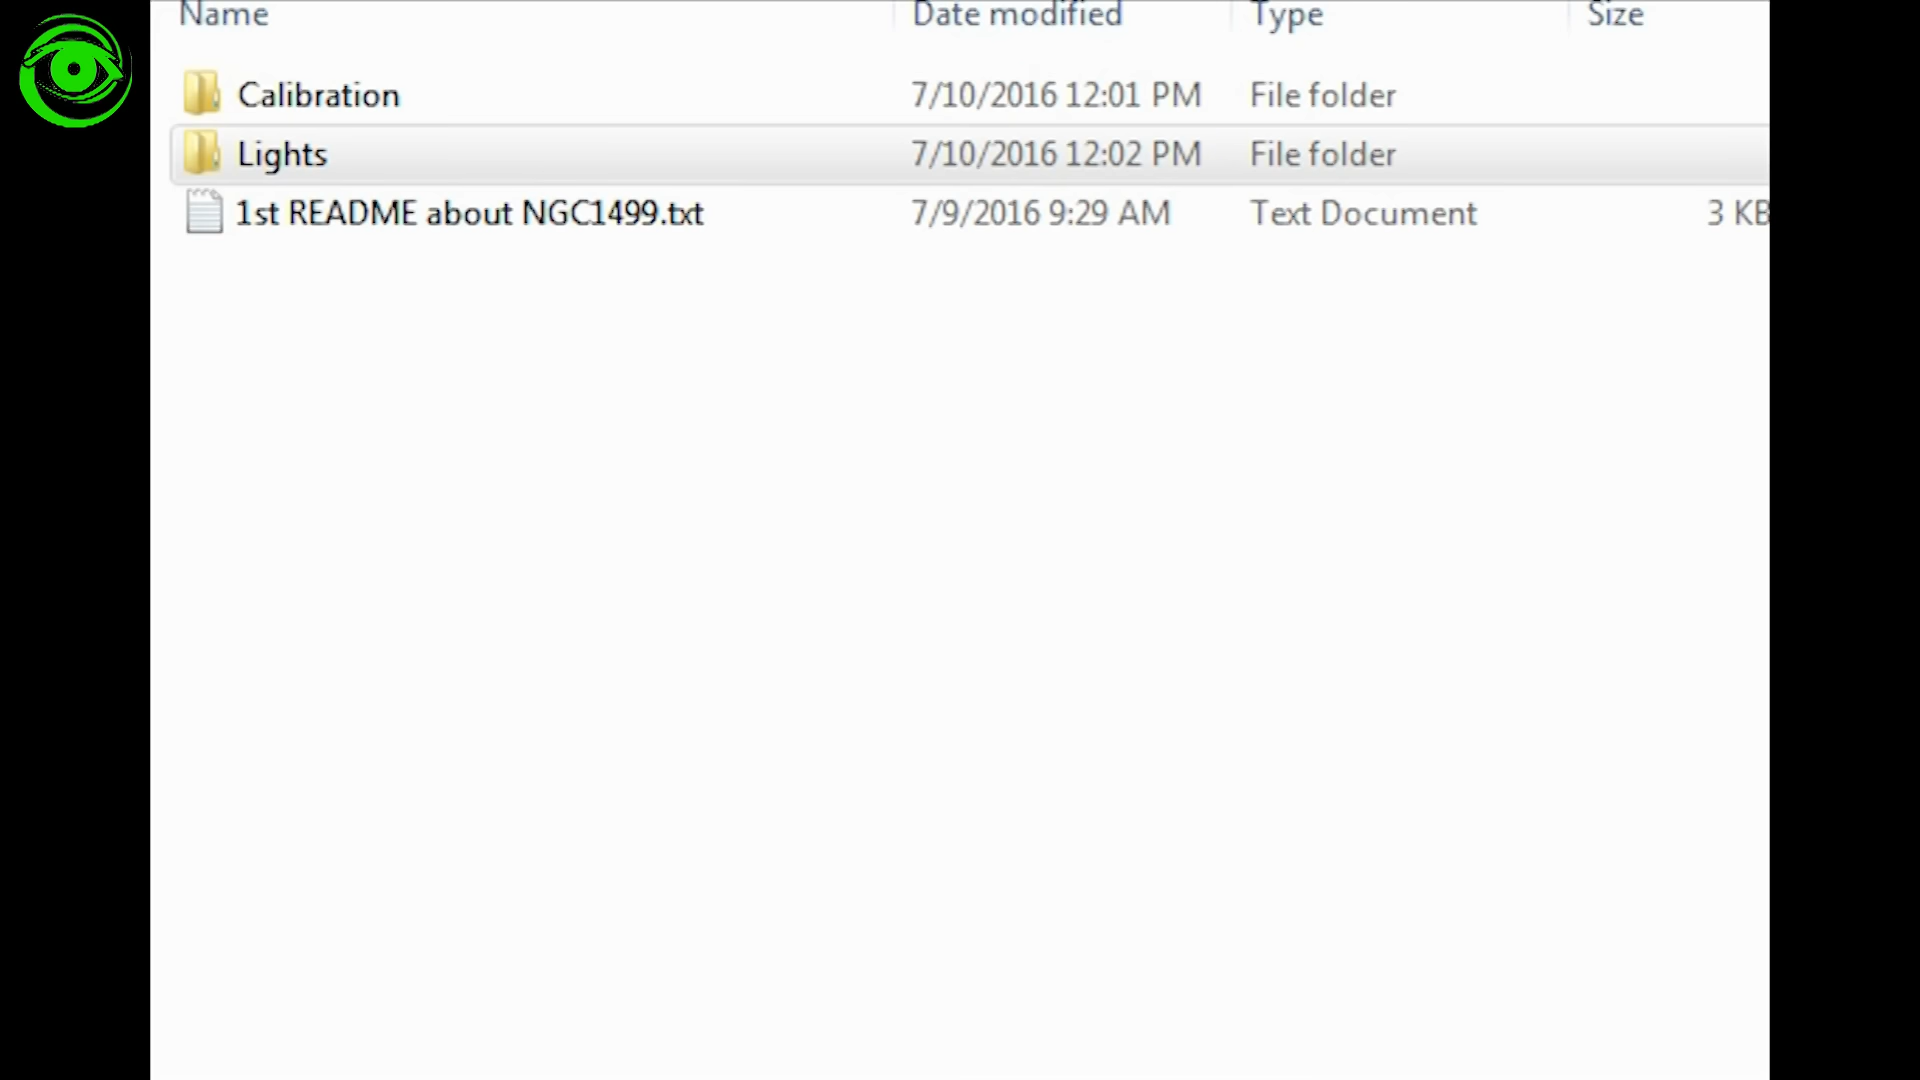 Name Date modified Type Size
Calibration 7/10/2016 12:01 PM File folder
Lights 7/10/2016 12:02 PM File folder
1st README about NGC1499.txt 7/9/2016 9:29 AM Text Document 3 KB